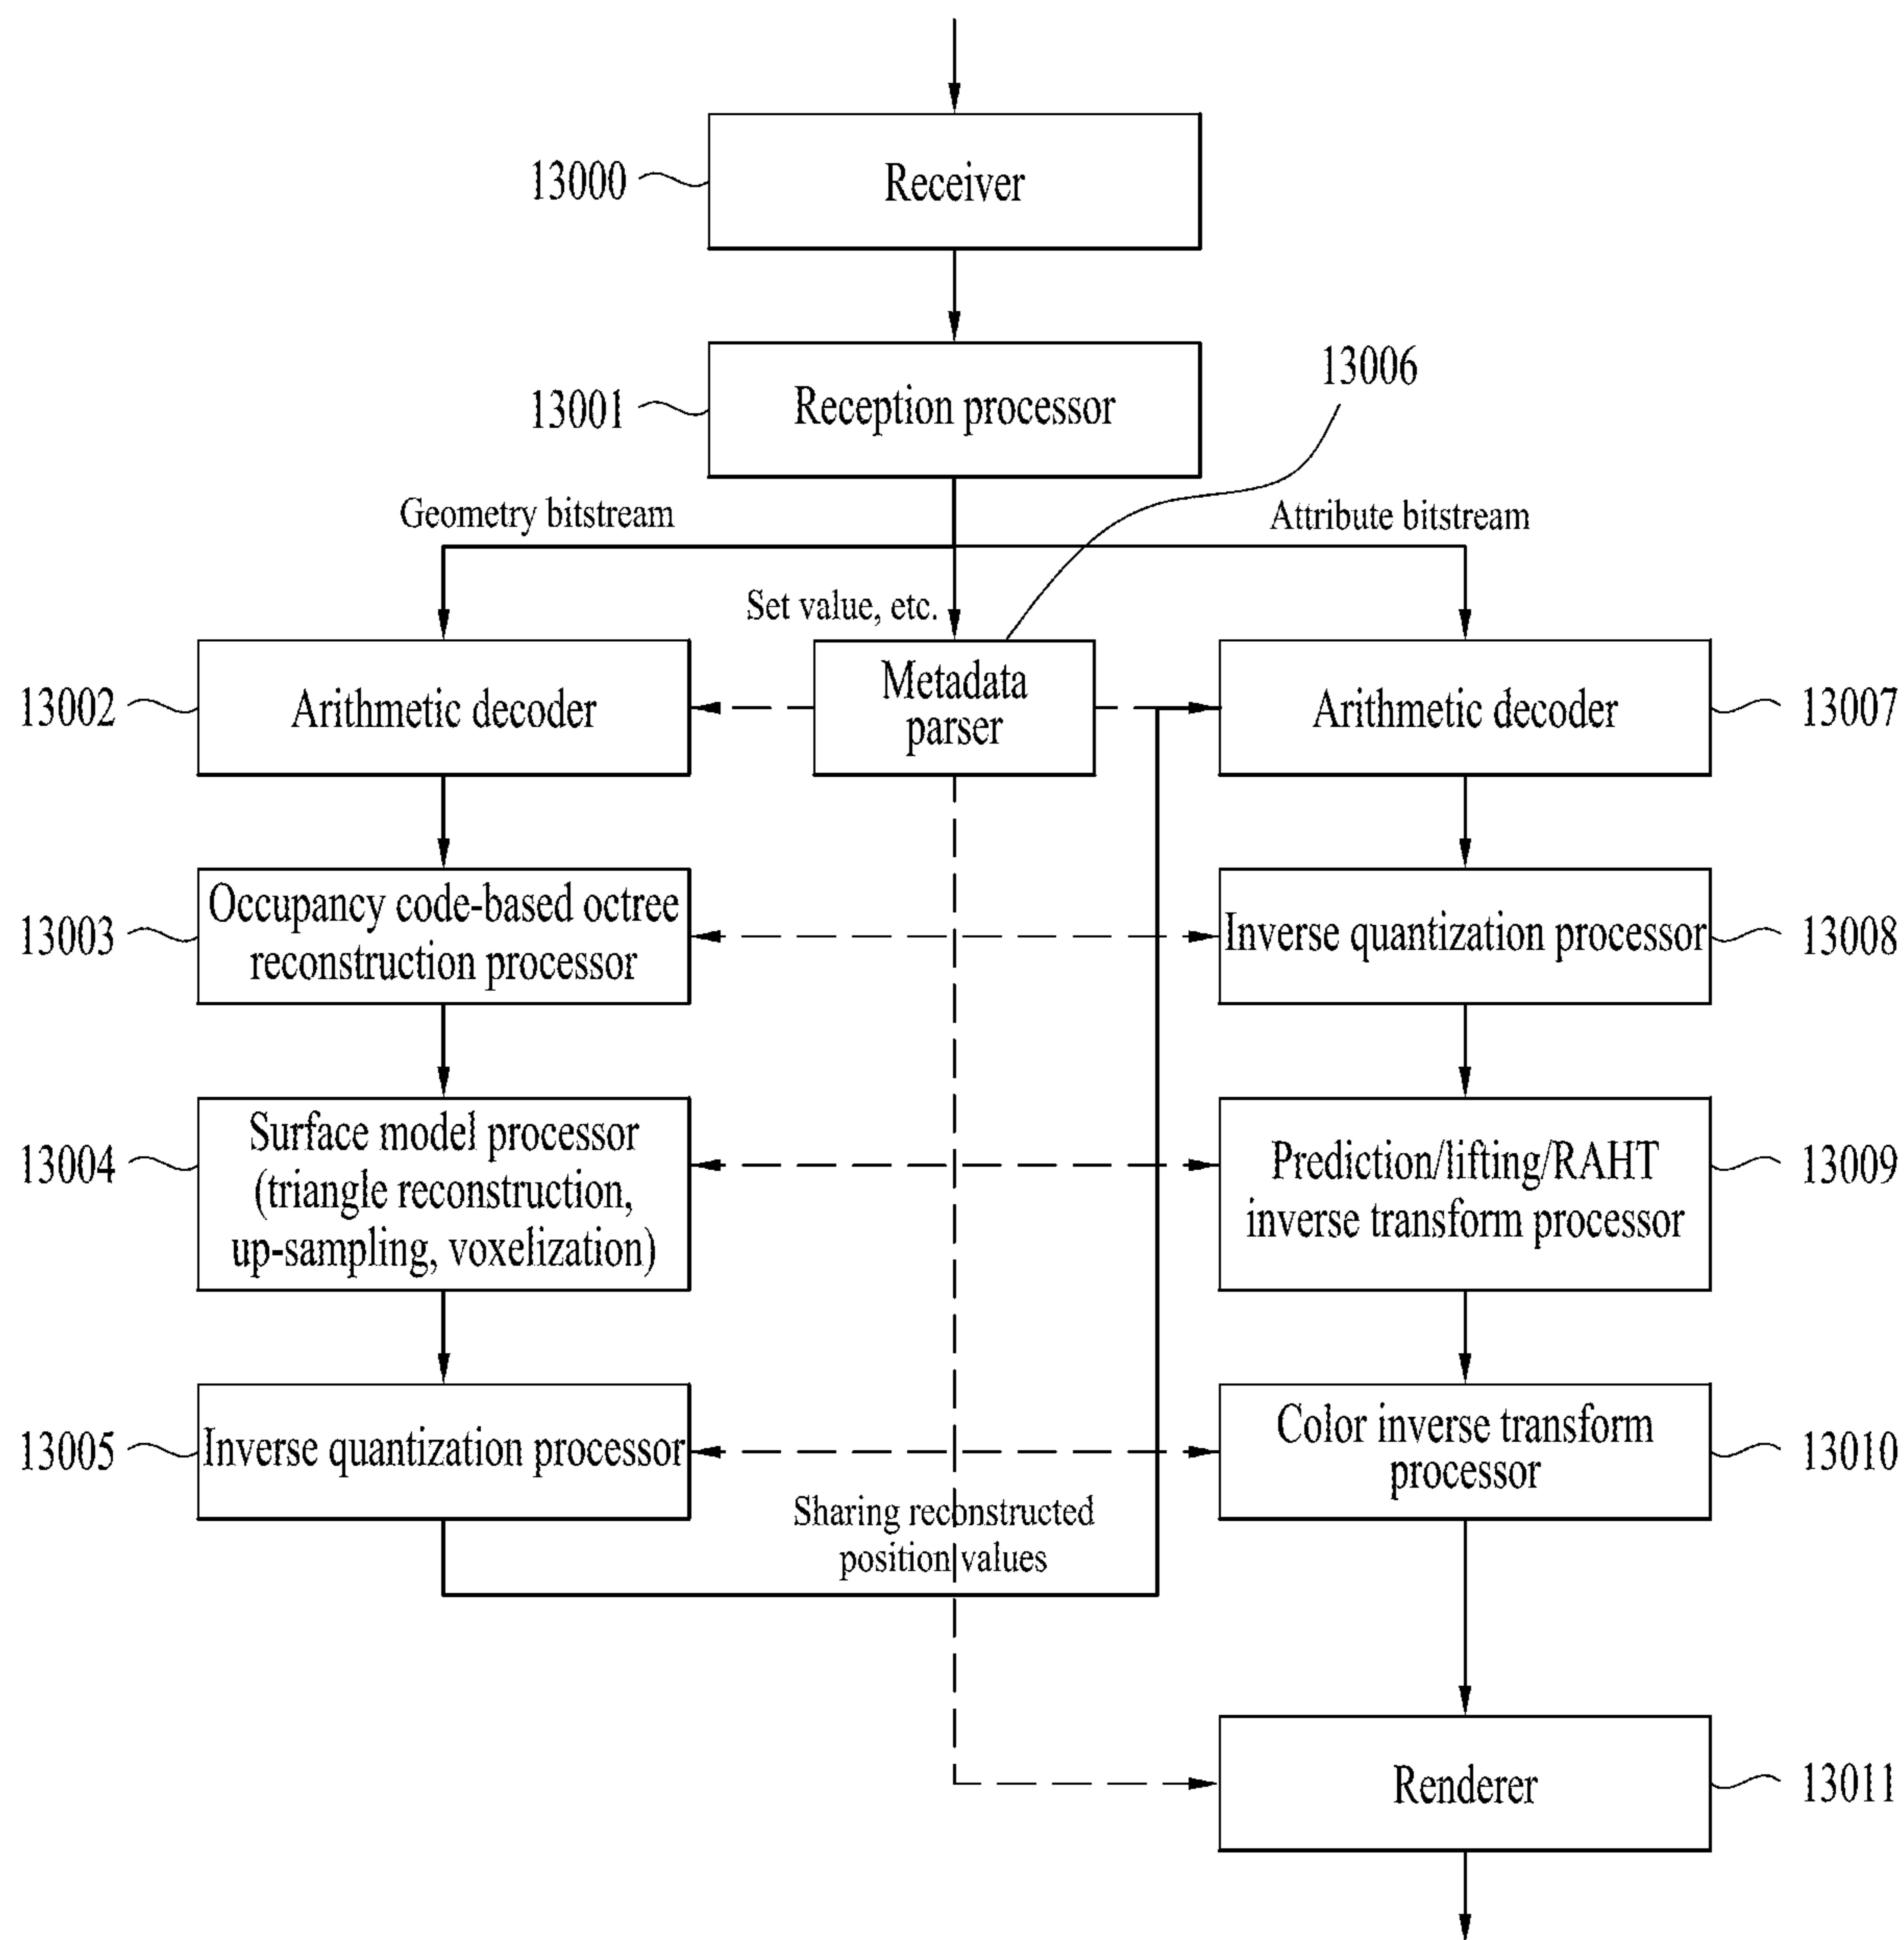 13000
Receiver
13001
Reception processor
13006
Geometry bitstream
Attribute bitstream
Set value, etc.
13002
Arithmetic decoder
Metadata
parser
Arithmetic decoder
13007
13003
Occupancy code-based octree
reconstruction processor
Inverse quantization processor
13008
13004
Surface model processor
(triangle reconstruction,
up-sampling, voxelization)
Prediction/lifting/RAHT
inverse transform processor
13009
13005
Inverse quantization processor
Color inverse transform
processor
13010
Sharing reconstructed
position values
Renderer
13011